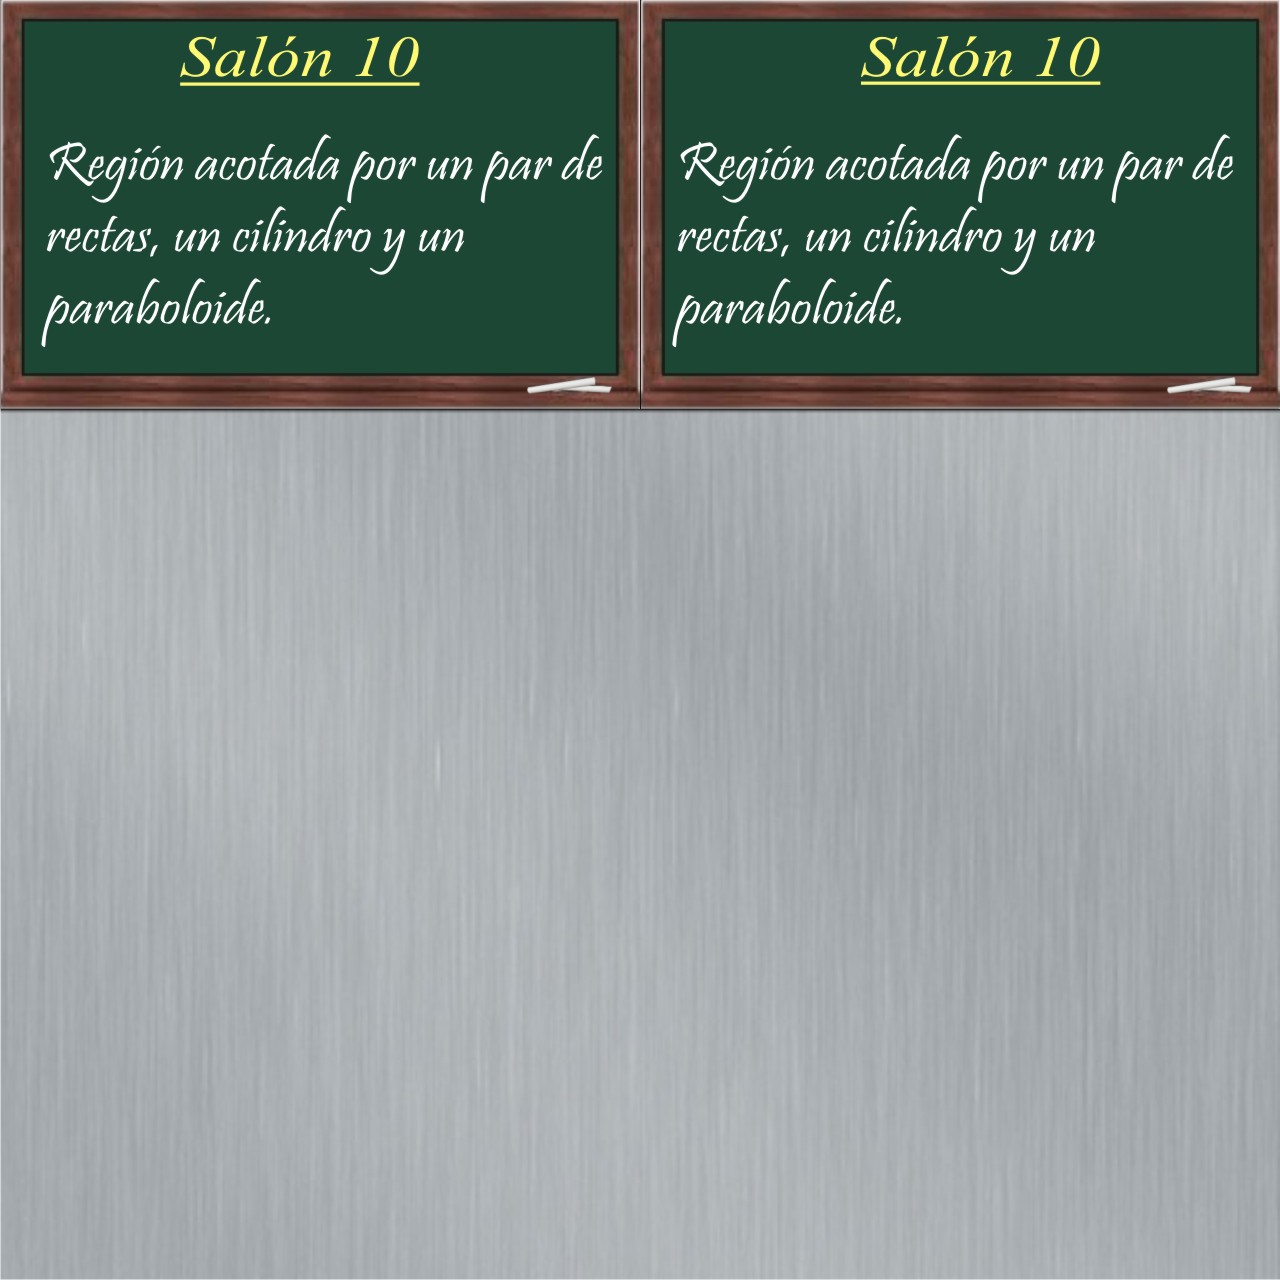 Salón 10
Región acotada por un par de
rectas, un cilindro y un
paraboloide.
Salón 10
Región acotada por un par de
rectas, un cilindro y un
paraboloide.